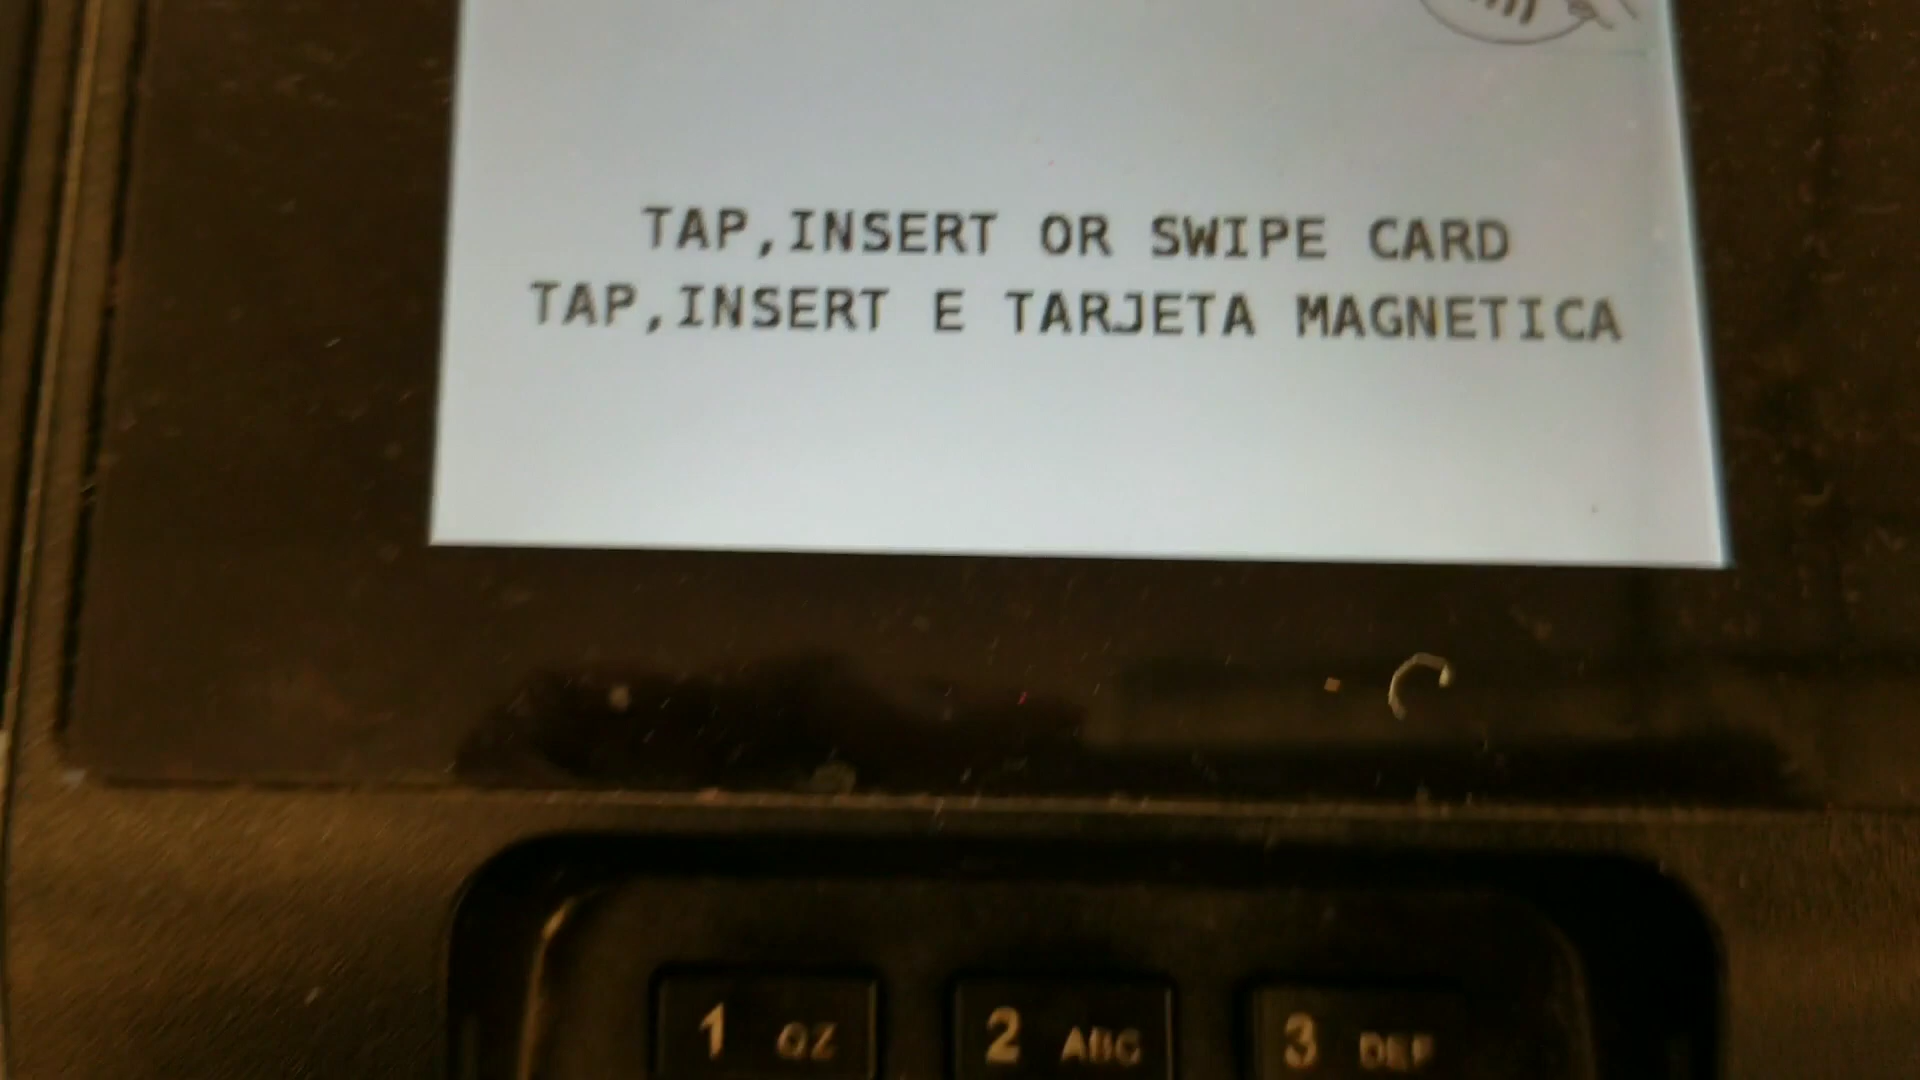 TAP,INSERT OR SWIPE CARD
TAP,INSERT E TARJETA MAGNETICA
1 QZ 2 ABC 3 DEF